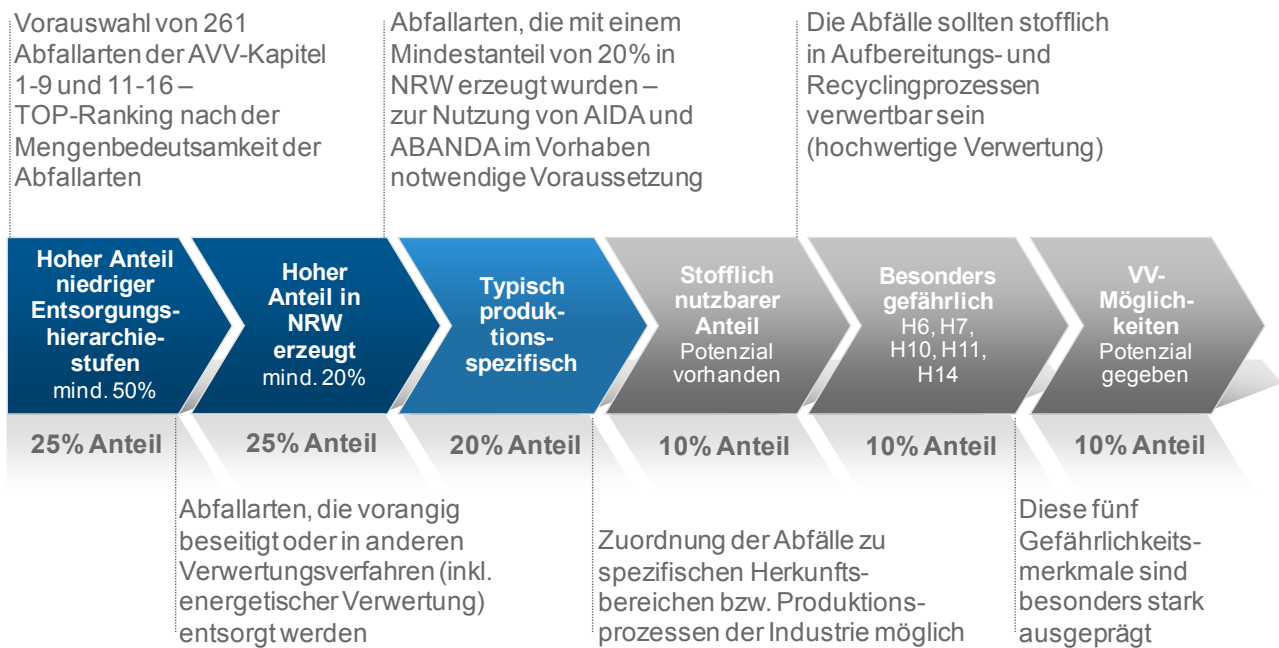 Vorauswahl von 261
Abfallarten der AVV-Kapitel
1-9 und 11-16 –
TOP-Ranking nach der
Mengenbedeutsamkeit der
Abfallarten
Abfallarten, die mit einem
Mindestanteil von 20% in
NRW erzeugt wurden –
zur Nutzung von AIDA und
ABANDA im Vorhaben
notwendige Voraussetzung
Die Abfälle sollten stofflich
in Aufbereitungs- und
Recyclingprozessen
verwertbar sein
(hochwertige Verwertung)
Hoher Anteil
niedriger
Entsorgungs-
hierarchie-
stufen
mind. 50%
Hoher
Anteil in
NRW
erzeugt
mind. 20%
Typisch
produk-
tions-
spezifisch
Stofflich
nutzbarer
Anteil
Potenzial
vorhanden
Besonders
gefährlich
H6, H7,
H10, H11,
H14
VV-
Möglich-
keiten
Potenzial
gegeben
25% Anteil
25% Anteil
20% Anteil
10% Anteil
10% Anteil
10% Anteil
Abfallarten, die vorangig
beseitigt oder in anderen
Verwertungsverfahren (inkl.
energetischer Verwertung)
entsorgt werden
Zuordnung der Abfälle zu
spezifischen Herkunfts-
bereichen bzw. Produktions-
prozessen der Industrie möglich
Diese fünf
Gefährlichkeits-
merkmale sind
besonders stark
ausgeprägt